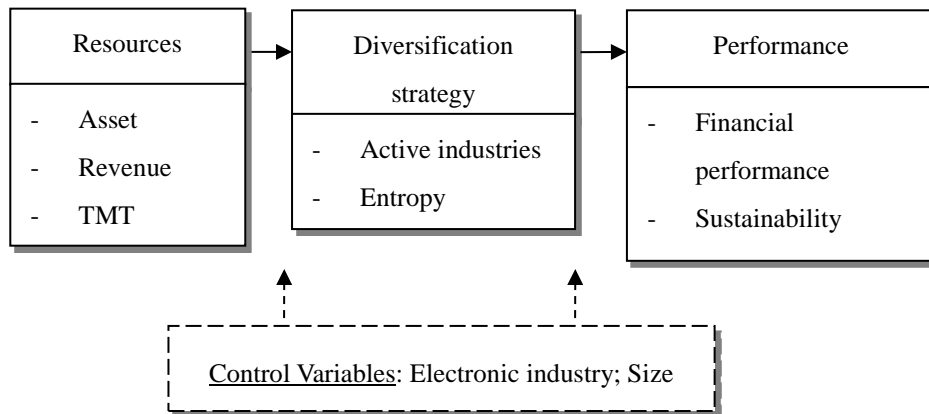 Resources
- Asset
- Revenue
- TMT
Diversification
strategy
- Active industries
- Entropy
Performance
- Financial
performance
- Sustainability
Control Variables: Electronic industry; Size